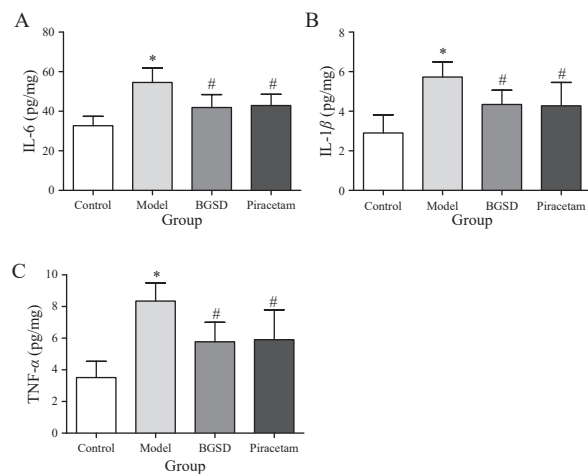 A
IL-6 (pg/mg)
80
60
40
20
0
*
#
#
Control Model BGSD Piracetam
Group
B
IL-1β (pg/mg)
8
6
4
2
0
*
#
#
Control Model BGSD Piracetam
Group
C
TNF-α (pg/mg)
10
8
6
4
2
0
*
#
#
Control Model BGSD Piracetam
Group